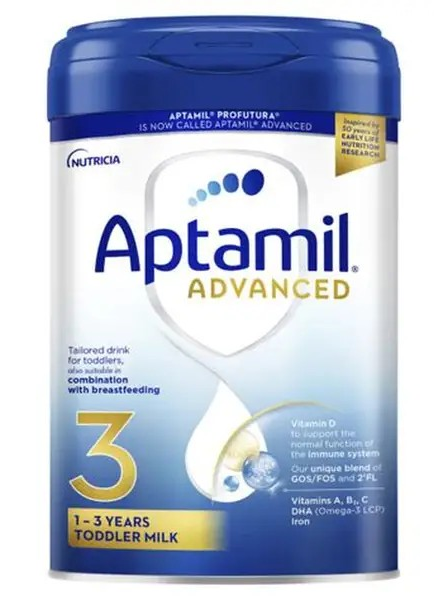 APTAMIL® PROFUTURA®
IS NOW CALLED APTAMIL® ADVANCED
Inspired by
50 years of
EARLY LIFE
NUTRITION
RESEARCH
NUTRICIA
Aptamil®
ADVANCED
Tailored drink
for toddlers,
also suitable in
combination
with breastfeeding
3
1 – 3 YEARS
TODDLER MILK
Vitamin D
to support the
normal function of
the immune system
Our unique blend of
GOS/FOS and 2'FL
Vitamins A, B₂, C
DHA (Omega-3 LCP)
Iron